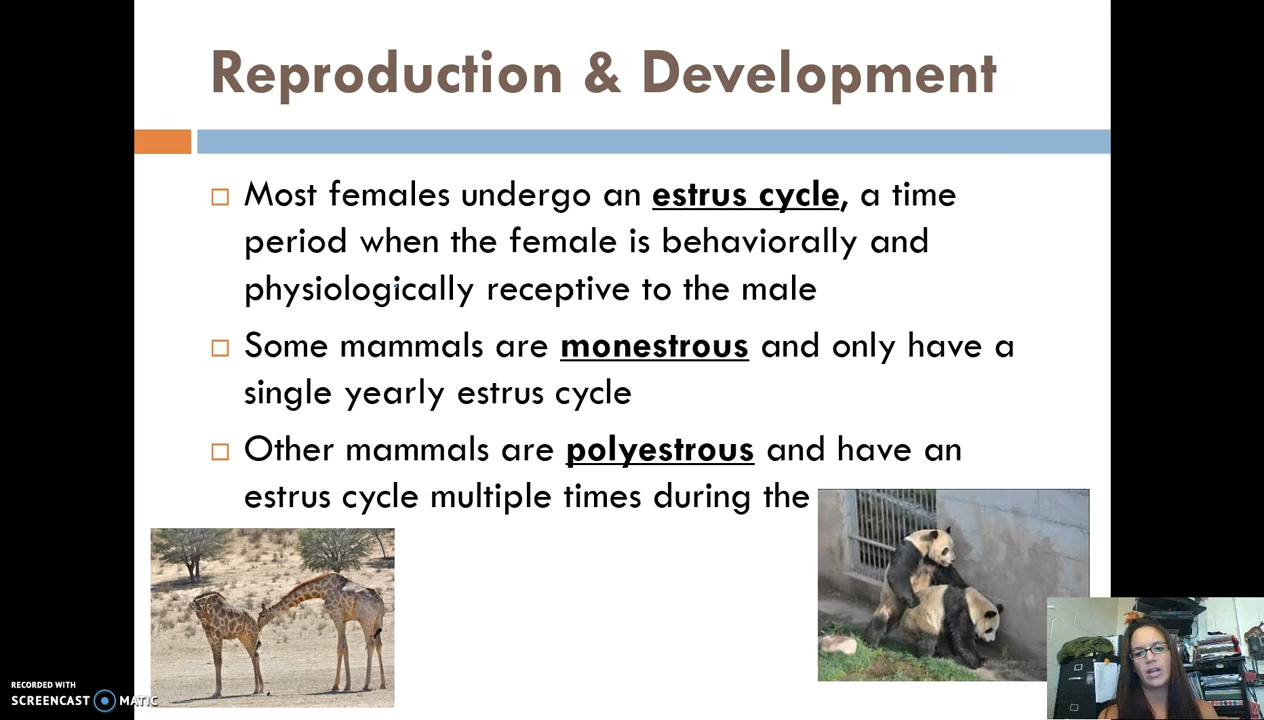 Reproduction & Development
Most females undergo an estrus cycle, a time
period when the female is behaviorally and
physiologically receptive to the male
Some mammals are monestrous and only have a
single yearly estrus cycle
Other mammals are polyestrous and have an
estrus cycle multiple times during the
RECORDED WITH
SCREENCAST MATIC